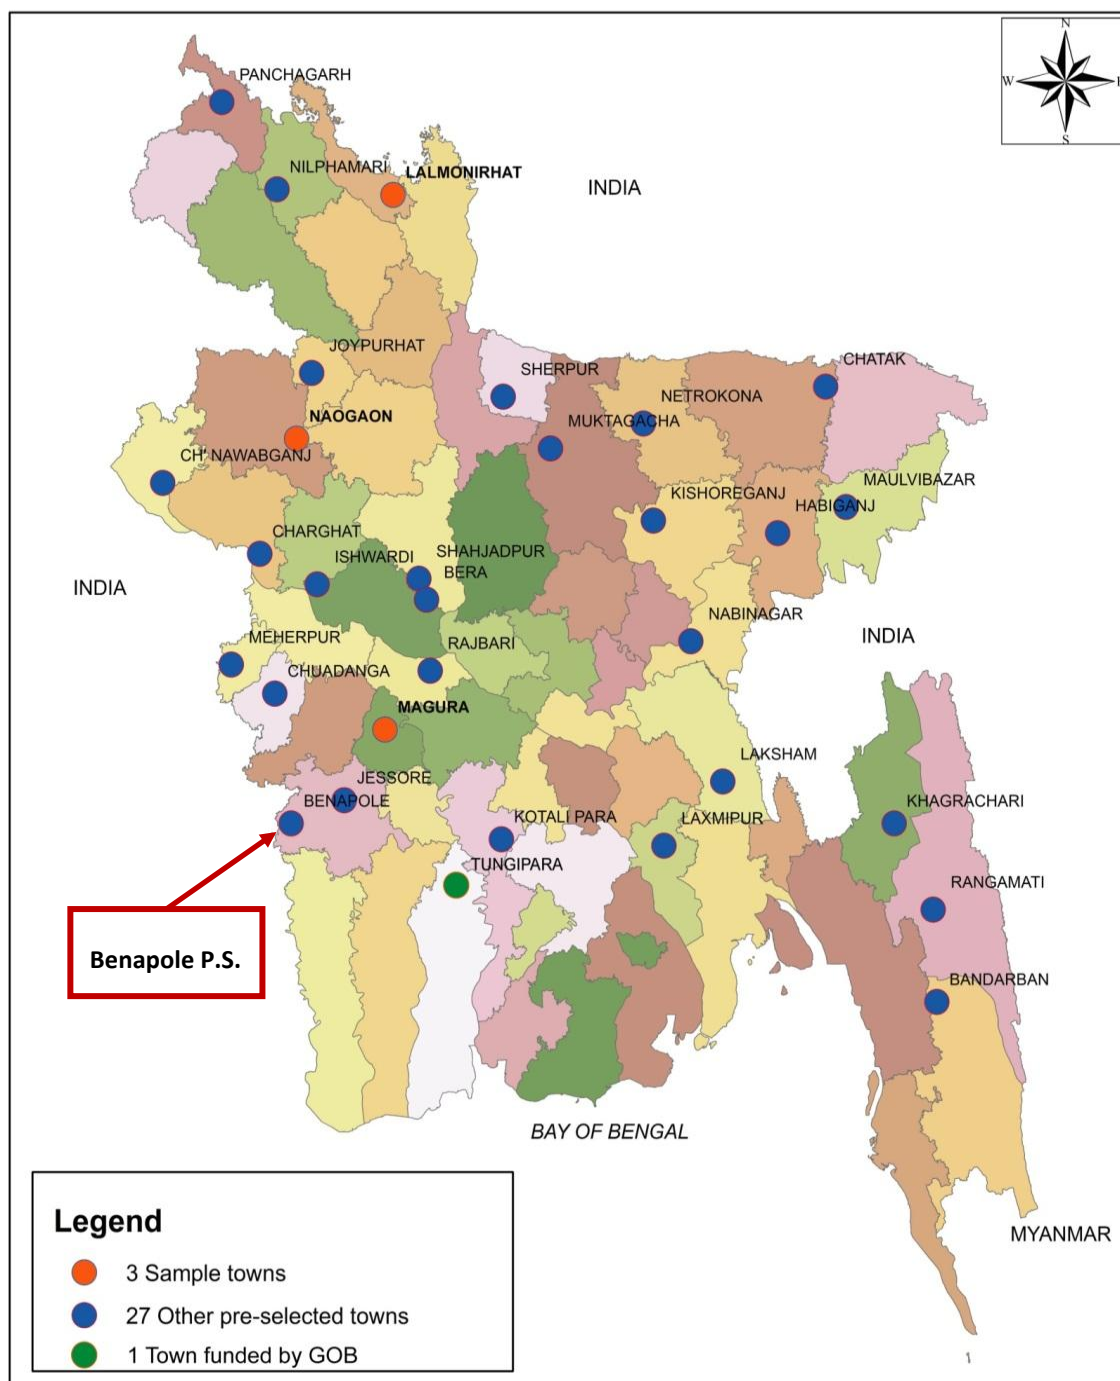 N
W
E
S
PANCHAGARH
NILPHAMARI
LALMONIRHAT
INDIA
JOYPURHAT
SHERPUR
CHATAK
NETROKONA
NAOGAON
MUKTAGACHA
CH' NAWABGANJ
MAULVIBAZAR
KISHOREGANJ
HABIGANJ
CHARGHAT
ISHWARDI
SHAHJADPUR
BERA
INDIA
NABINAGAR
MEHERPUR
RAJBARI
INDIA
CHUADANGA
MAGURA
LAKSHAM
JESSORE
BENAPOLE
KHAGRACHARI
KOTALI PARA
LAXMIPUR
TUNGIPARA
RANGAMATI
Benapole P.S.
BANDARBAN
BAY OF BENGAL
MYANMAR
Legend
3 Sample towns
27 Other pre-selected towns
1 Town funded by GOB